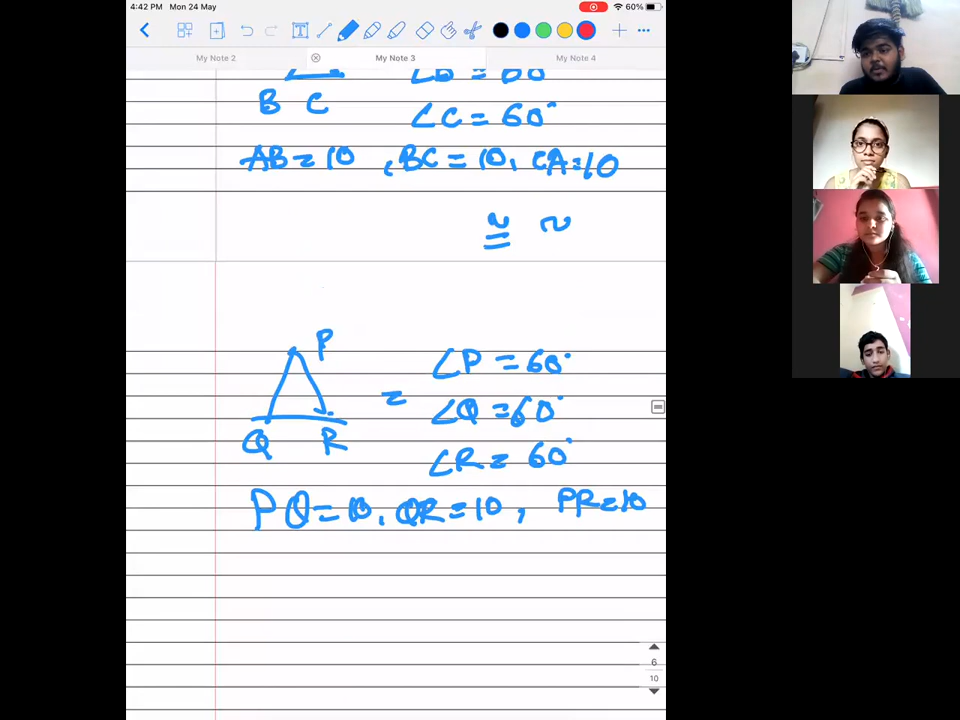 4:42 PM Mon 24 May
60%
My Note 2
My Note 3
My Note 4
B C
∠C = 60°
AB = 10 , BC = 10, CA = 10
≅ ~
P
Q R
= ∠P = 60°
∠Q = 60°
∠R = 60°
PQ = 10, QR = 10, PR = 10
6
10